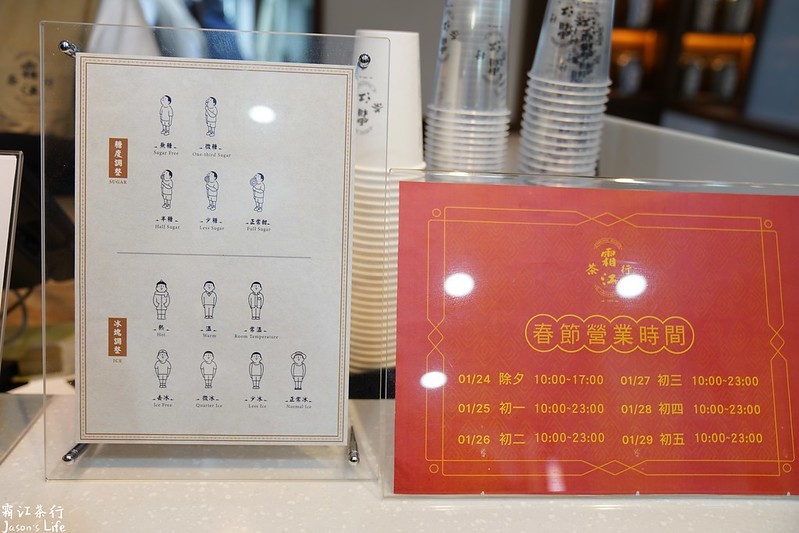 糖度調整
SUGAR
無糖 微糖
Sugar Free One-third Sugar
半糖 少糖 正常甜
Half Sugar Less Sugar Full Sugar
冰塊調整
ICE
熱 溫 常溫
Hot Warm Room Temperature
去冰 微冰 少冰 正常冰
Ice Free Quarter Ice Less Ice Normal Ice
霜江
茶行
春節營業時間
01/24 除夕 10:00~17:00 01/27 初三 10:00~23:00
01/25 初一 10:00~23:00 01/28 初四 10:00~23:00
01/26 初二 10:00~23:00 01/29 初五 10:00~23:00
霜江茶行
Jason's Life